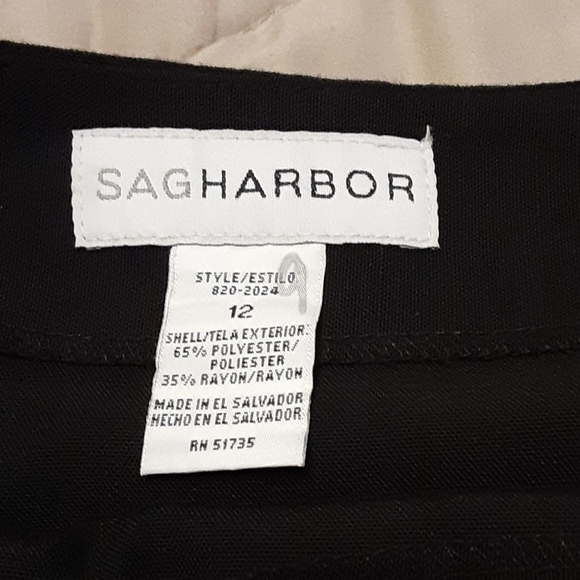 SAGHARBOR
STYLE/ESTILO
820-2024
9
12
SHELL/TELA EXTERIOR:
65% POLYESTER/
POLIESTER
35% RAYON/RAYON
MADE IN EL SALVADOR
HECHO EN EL SALVADOR
RN 51735